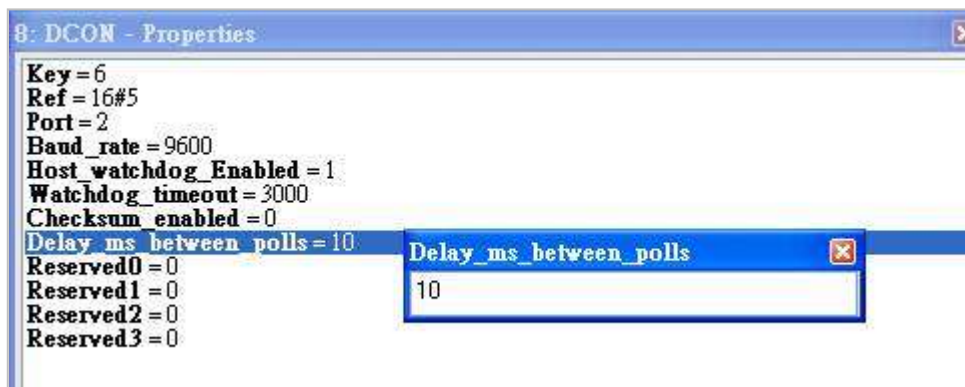 8: DCON - Properties
Key = 6
Ref = 16#5
Port = 2
Baud_rate = 9600
Host_watchdog_Enabled = 1
Watchdog_timeout = 3000
Checksum_enabled = 0
Delay_ms_between_polls = 10
Delay_ms_between_polls
10
Reserved0 = 0
Reserved1 = 0
Reserved2 = 0
Reserved3 = 0